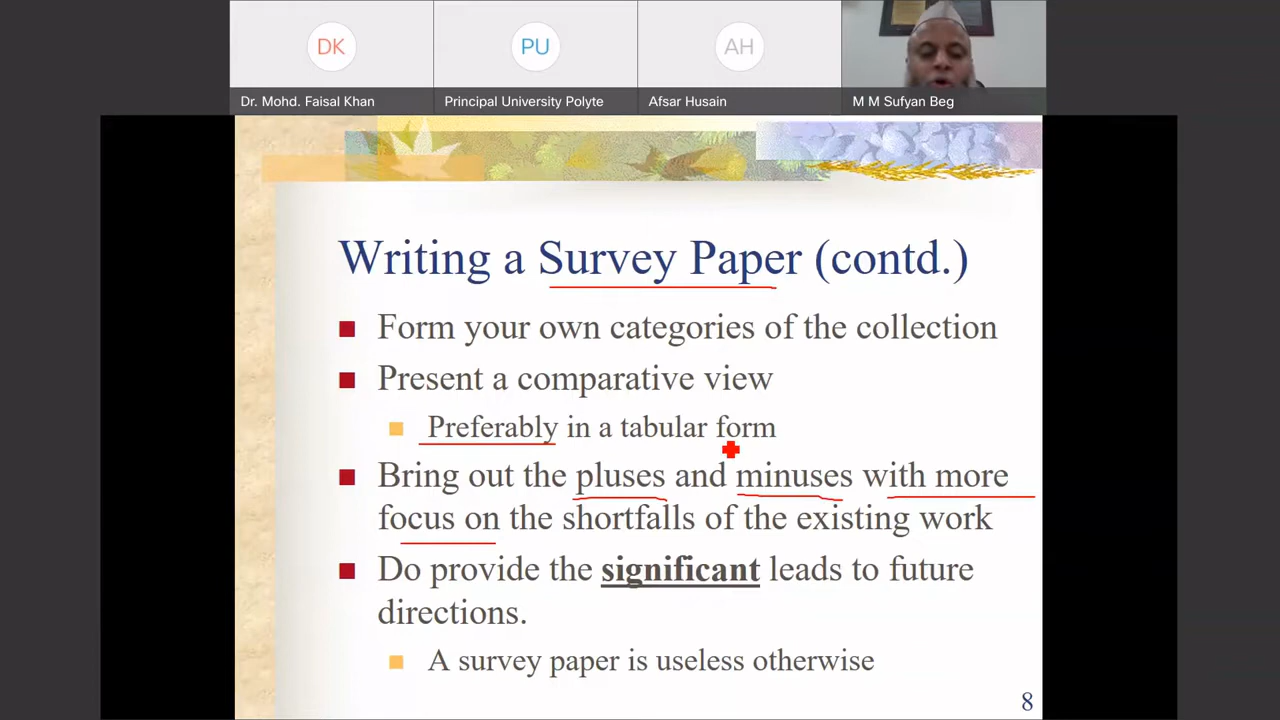 DK
PU
AH
Dr. Mohd. Faisal Khan
Principal University Polyte
Afsar Husain
M M Sufyan Beg
Writing a Survey Paper (contd.)
Form your own categories of the collection
Present a comparative view
Preferably in a tabular form
Bring out the pluses and minuses with more
focus on the shortfalls of the existing work
Do provide the significant leads to future
directions.
A survey paper is useless otherwise
8